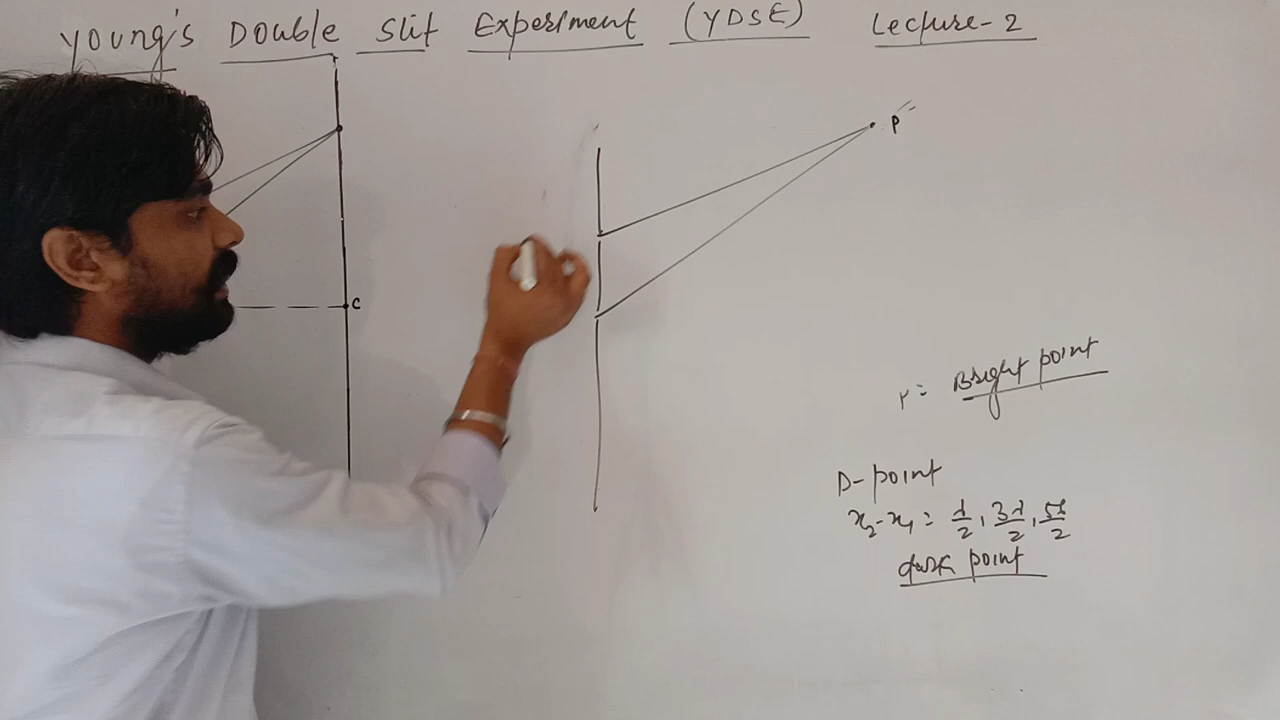 Young's Double Slit Experiment (YDSE) Lecture-2
P
C
P = Bright point
D-point
x₂-x₁ = λ/2, 3λ/2, 5λ/2
dark point